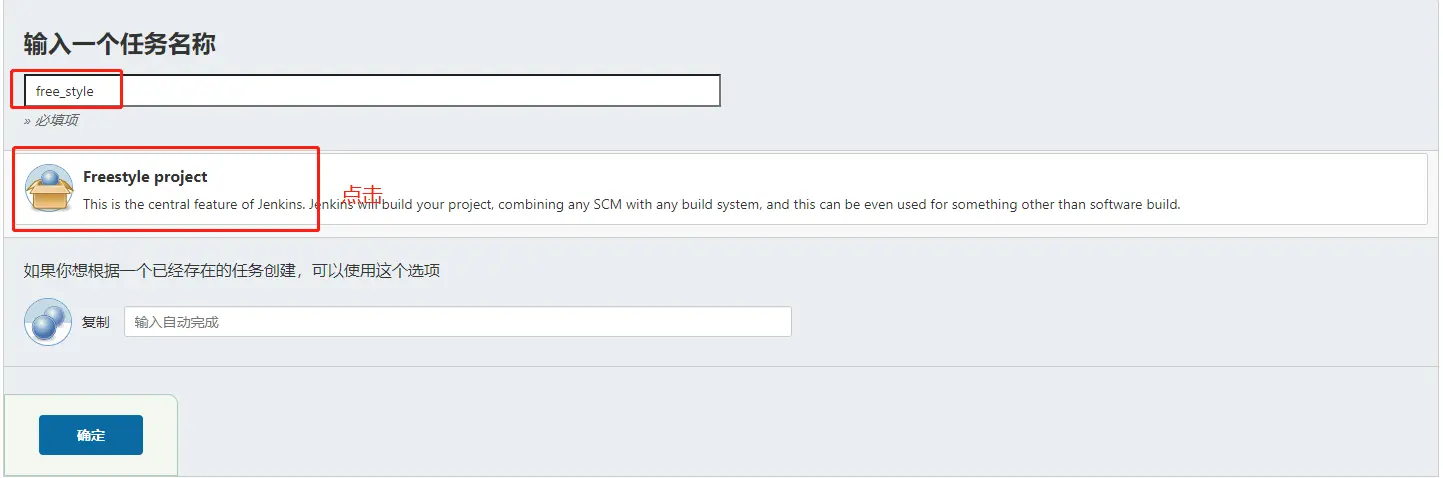 输入一个任务名称
free_style
» 必填项
Freestyle project
点击
This is the central feature of Jenkins. Jenkins will build your project, combining any SCM with any build system, and this can be even used for something other than software build.
如果你想根据一个已经存在的任务创建，可以使用这个选项
复制 输入自动完成
确定